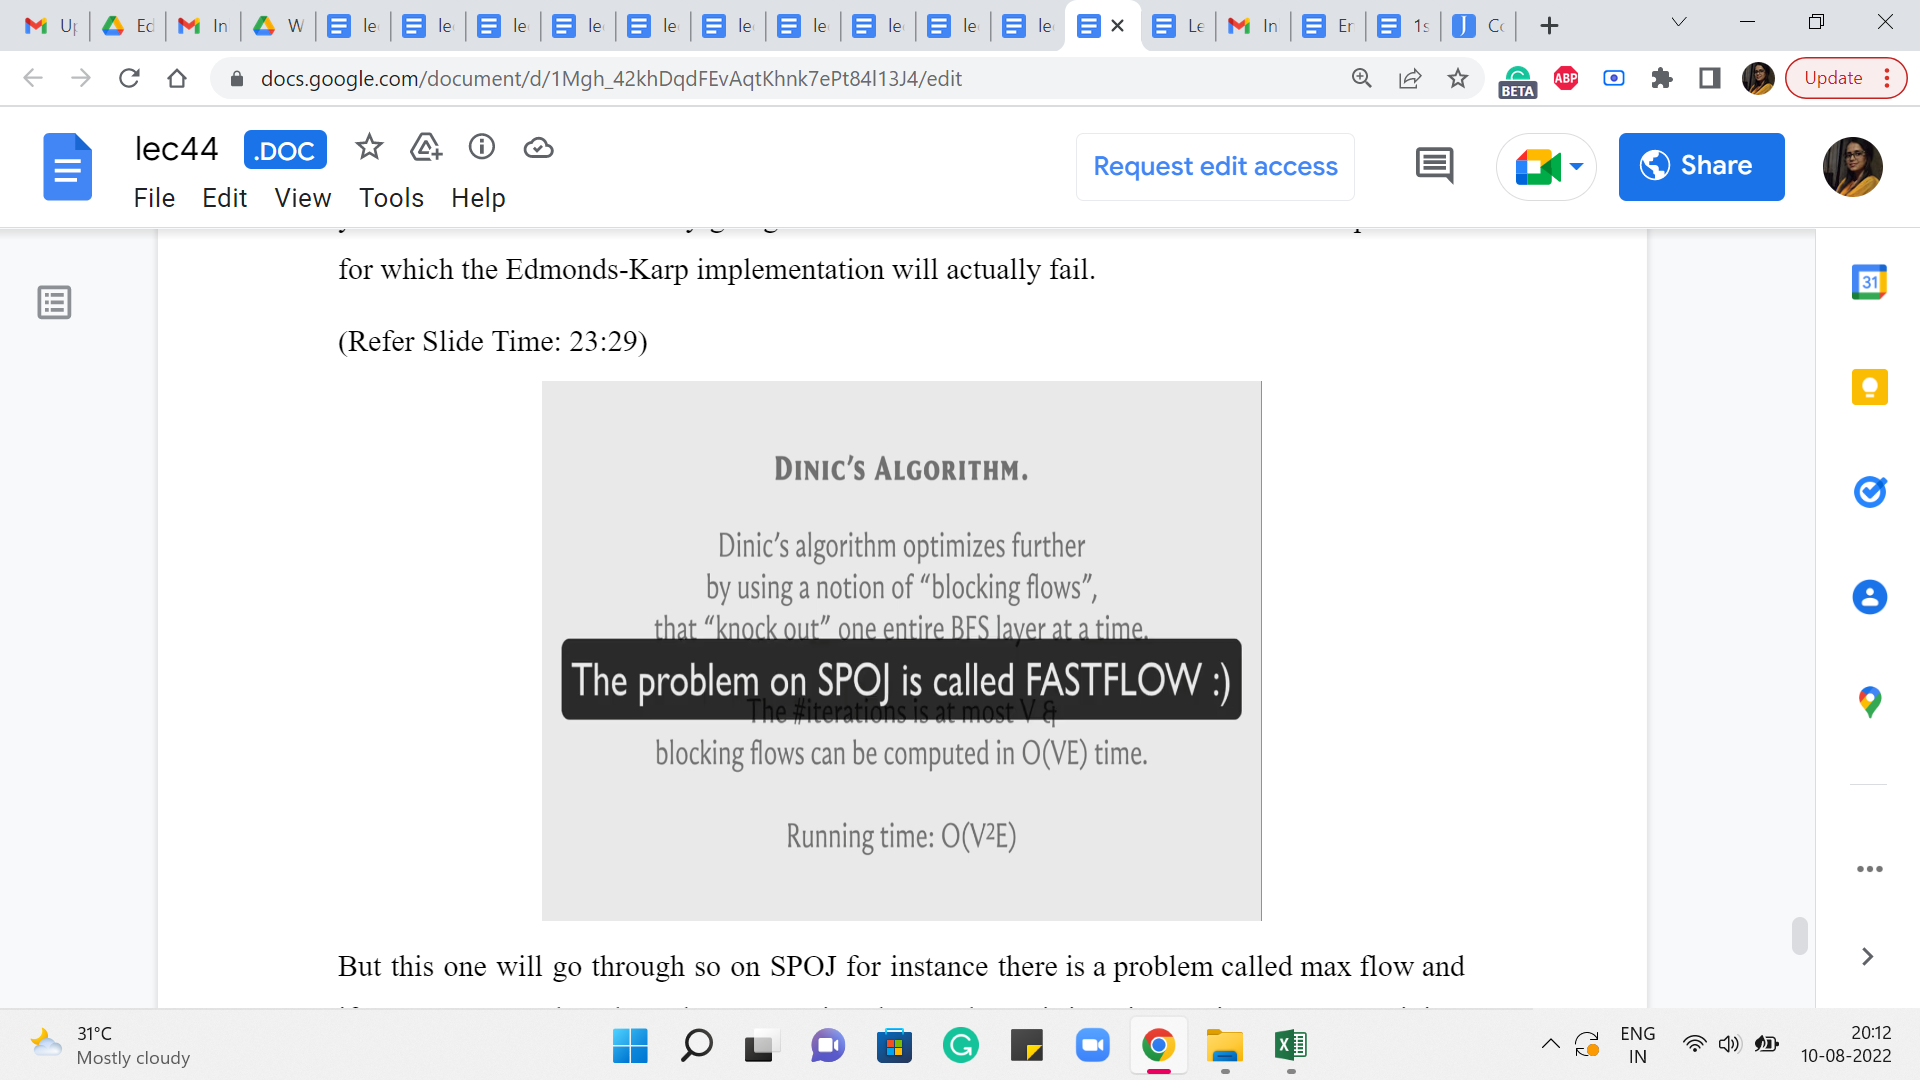 Up
Ed
In
W
le
le
le
le
le
le
le
le
le
le
Le
In
Er
1s
Co
docs.google.com/document/d/1Mgh_42khDqdFEvAqtKhnk7ePt84l13J4/edit
BETA
ABP
Update
lec44
.DOC
File Edit View Tools Help
Request edit access
Share
31
for which the Edmonds-Karp implementation will actually fail.
(Refer Slide Time: 23:29)
DINIC'S ALGORITHM.
Dinic's algorithm optimizes further
by using a notion of "blocking flows",
that "knock out" one entire BFS layer at a time.
The problem on SPOJ is called FASTFLOW :)
The #iterations is at most V &
blocking flows can be computed in O(VE) time.
Running time: O(V²E)
But this one will go through so on SPOJ for instance there is a problem called max flow and
31°C
Mostly cloudy
ENG
IN
20:12
10-08-2022